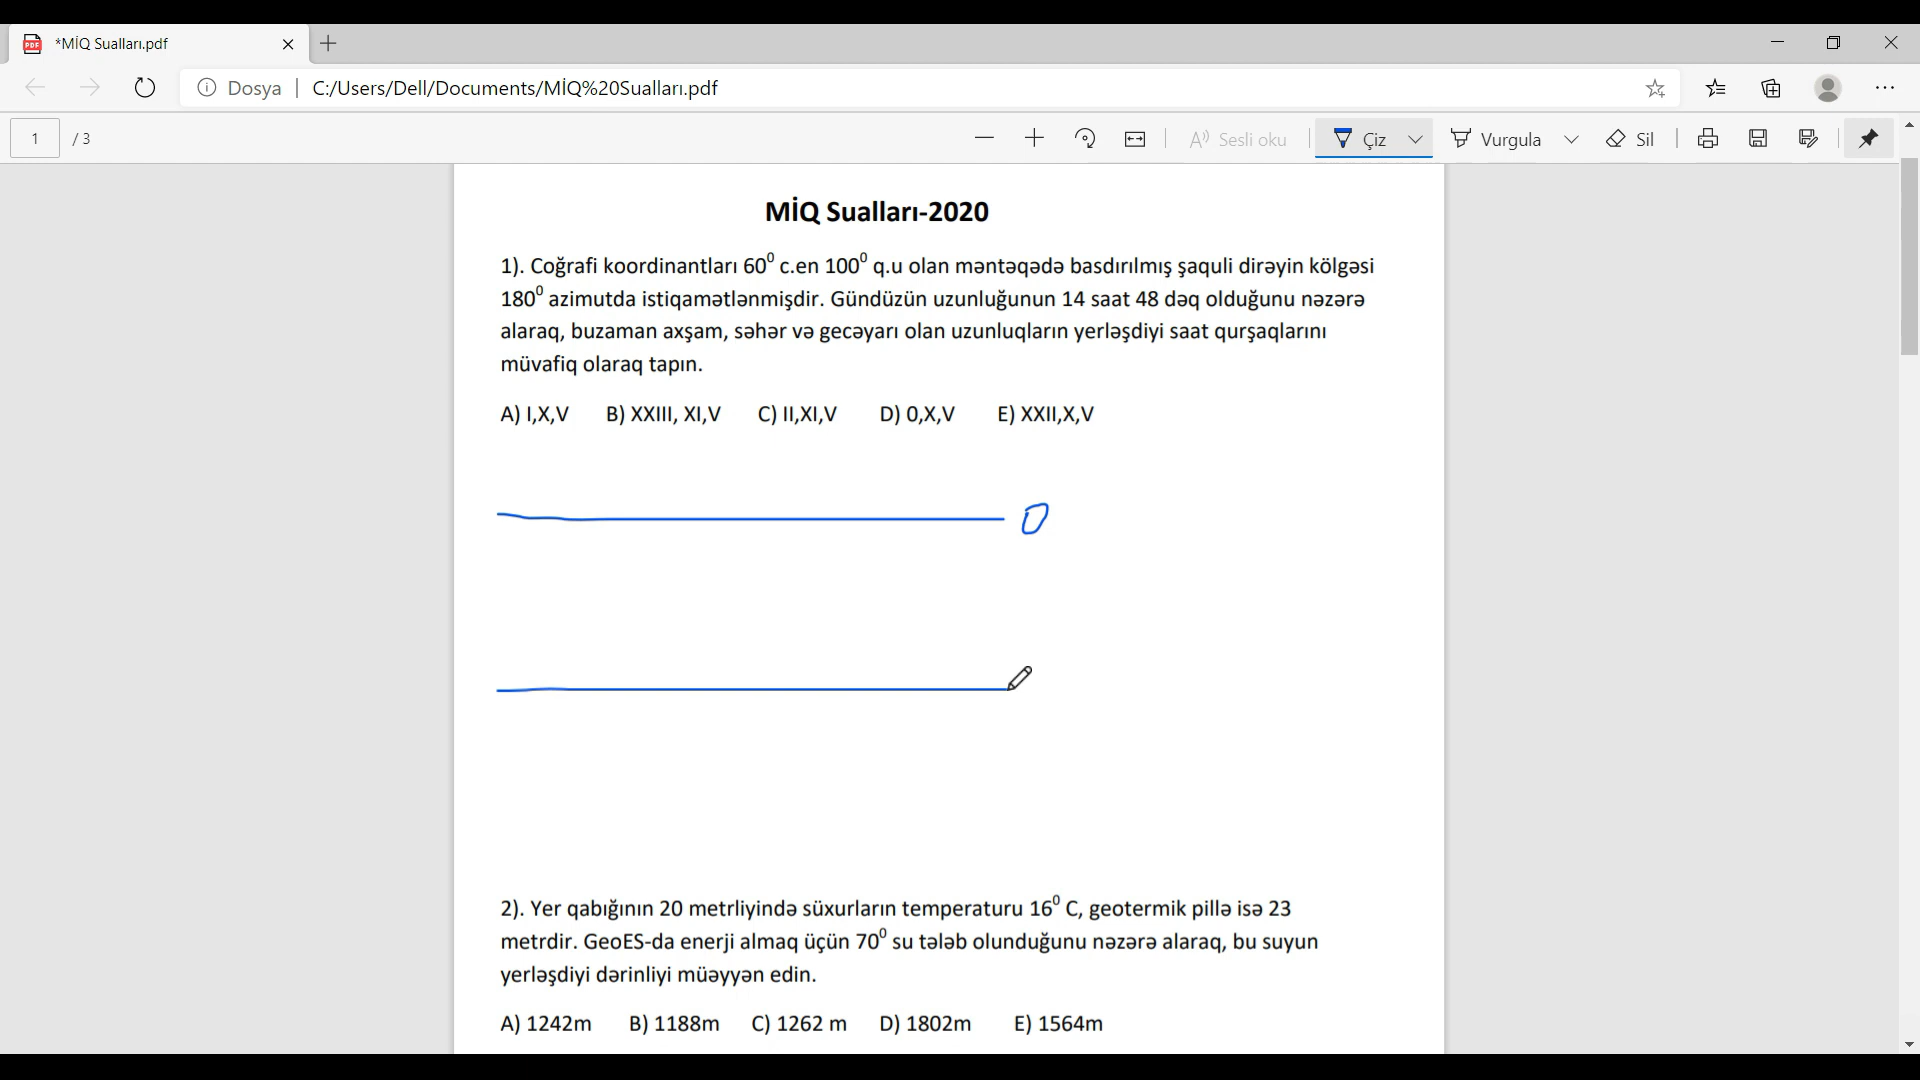 *MİQ Sualları.pdf
Dosya | C:/Users/Dell/Documents/MİQ%20Sualları.pdf
1 / 3 Sesli oku Çiz Vurgula Sil
MİQ Sualları-2020
1). Coğrafi koordinantları 60⁰ c.en 100⁰ q.u olan məntəqədə basdırılmış şaquli dirəyin kölgəsi
180⁰ azimutda istiqamətlənmişdir. Gündüzün uzunluğunun 14 saat 48 dəq olduğunu nəzərə
alaraq, buzaman axşam, səhər və gecəyarı olan uzunluqların yerləşdiyi saat qurşaqlarını
müvafiq olaraq tapın.
A) I,X,V B) XXIII, XI,V C) II,XI,V D) 0,X,V E) XXII,X,V
0
2). Yer qabığının 20 metrliyində süxurların temperaturu 16⁰ C, geotermik pillə isə 23
metrdir. GeoES-da enerji almaq üçün 70⁰ su tələb olunduğunu nəzərə alaraq, bu suyun
yerləşdiyi dərinliyi müəyyən edin.
A) 1242m B) 1188m C) 1262 m D) 1802m E) 1564m